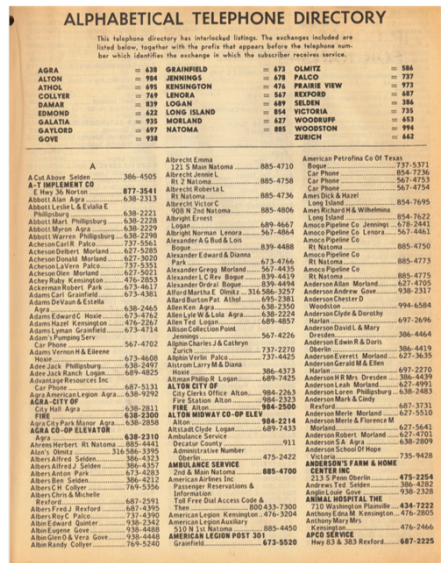 ALPHABETICAL TELEPHONE DIRECTORY
This telephone directory has interlocked listings. The exchanges included are
listed below, together with the prefix that appears before the telephone num-
ber which identifies the exchange in which the subscriber receives service.
AGRA = 638
ALTON = 984
ATHOL = 695
COLLYER = 769
DAMAR = 839
EDMOND = 622
GALATIA = 935
GAYLORD = 697
GOVE = 938
GRAINFIELD = 673
JENNINGS = 678
KENSINGTON = 476
LENORA = 567
LOGAN = 689
LONG ISLAND = 854
MORLAND = 627
NATOMA = 885
OLMITZ = 586
PALCO = 737
PRAIRIE VIEW = 973
REXFORD = 687
SELDEN = 386
VICTORIA = 735
WOODRUFF = 653
WOODSTON = 994
ZURICH = 662
A
A Cut Above Selden 386-4505
A-T IMPLEMENT CO
E Hwy 36 Norton 877-3541
Abbott Alan Agra 638-2313
Abbott Leslie L & Evalia E
Phillipsburg 638-2221
Abbott Mart Phillipsburg 638-2228
Abbott Myron Agra 638-2229
Abbott Warren Phillipsburg 638-2298
Acheson Carl R Palco 737-5561
Acheson Delbert Morland 627-5285
Acheson Donald Morland 627-3020
Acheson LaVern Palco 737-5351
Acheson Olen Morland 627-5021
Achey Ruby Kensington 476-2853
Ackerman Robert Park 673-4617
Adams Carl Grainfield 673-4381
Adams DeVaun & Estella
Agra 638-2465
Adams Edward C Hoxie 673-4762
Adams Hazel Kensington 476-2267
Adams Lyman Grainfield 673-4714
Adam's Pumping Serv
Car Phone 567-4702
Adams Vernon H & Eileene
Hoxie 673-4608
Adee Jack Phillipsburg 638-2497
Adee Jack Ranch Logan 689-4825
Advantage Resources Inc
Car Phone 687-5131
Agra American Legion Agra 638-9292
AGRA-CITY OF
City Hall Agra 638-2811
FIRE 638-2300
Agra City Park Manor Agra 638-2858
AGRA CO-OP ELEVATOR
Agra 638-2310
Ahrens Herbert Rt Natoma 885-4441
Alan's Olmitz 316 586-3395
Albers Alfred Selden 386-4323
Albers Alfred J Selden 386-4357
Albers Anton Park 673-4283
Albers Ben Selden 386-4212
Albers C H Collyer 769-5356
Albers Chris & Michelle
Rexford 687-2591
Albers Fred J Rexford 687-4395
Albers Roy C Palco 737-4390
Albin Edward Quinter 938-2342
Albin Eugene Gove 938-4488
Albin Glen O & Vera Gove 938-4448
Albin Randy Collyer 769-5240
Albrecht Emma
121 S Main Natoma 885-4710
Albrecht Jennie L
Rt 2 Natoma 885-4758
Albrecht Roberta L
Rt Natoma 885-4736
Albrecht Victor C
908 N 2nd Natoma 885-4806
Albright Ernest
Logan 689-4667
Albright Norman Lenora 567-4864
Alexander A G Bud & Lois
Bogue 839-4488
Alexander Edward & Dianna
Park 673-4766
Alexander Gregg Morland 567-4435
Alexander L C Rev Bogue 839-4419
Alexander Ordral Bogue 839-4494
Alford Martha E Olmitz 316 586-3257
Allard Burton Pat Athol 695-2381
Allen Ken Agra 638-2350
Allen Lyle W & Lola Agra 638-2224
Allen Ted Logan 689-4857
Allison Collection Point
Jennings 567-4226
Allphin Charles J & Cathryn
Zurich 737-2270
Allphin Verlin Palco 737-4425
Alstrom Larry M & Diana
Hoxie 386-4373
Altman Phillip R Logan 689-7425
ALTON CITY OF
City Clerks Office Alton 984-2263
Fire Station Alton 984-2323
FIRE Alton 984-2500
ALTON MIDWAY CO-OP ELEV
Alton 984-2214
Altstadt Clyde Logan 689-7433
Ambulance Service
Decatur County 911
Administrative Number
Oberlin 475-2422
AMBULANCE SERVICE
2nd & Main Natoma 885-4700
American Airlines Inc
Passenger Reservations &
Information
Toll Free Dial Access Code &
Then 800 433-7300
American Legion Kensington 476-3204
American Legion Auxiliary
510 N 1st Natoma 885-4450
AMERICAN LEGION POST 301
Grainfield 673-5520
American Petrofina Co Of Texas
Bogue 737-5371
Car Phone 854-7236
Car Phone 567-4753
Car Phone 567-4754
Ames Dick & Hazel
Long Island 854-7695
Ames Richard H & Wilhelmina
Long Island 854-7622
Amoco Pipeline Co Jennings 678-2441
Amoco Pipeline Co Lenora 567-4461
Amoco Pipeline
Rt Natoma 885-4750
Amoco Pipeline Co
Rt Natoma 885-4773
Amoco Pipeline
Rt Natoma 885-4775
Anderson Allan Morland 627-4705
Anderson Andrew Gove 938-2317
Anderson Chester D
Woodston 994-6584
Anderson Clyde & Dorothy
Harlan 697-2696
Anderson David L & Mary
Dresden 386-4464
Anderson Edwin R & Doris
Oberlin 386-4419
Anderson Everett Morland 627-3635
Anderson Gerald M & Ellen
Harlan 697-2270
Anderson H R Mrs Dresden 386-4439
Anderson Leah Morland 627-4991
Anderson Loree Phillipsburg 638-2483
Anderson Mark & Cindy
Rexford 687-3731
Anderson Merle Morland 627-5510
Anderson Merle & Florence M
Morland 627-5641
Anderson Robert Morland 627-4701
Anderson S A Agra 638-2009
Anderson School Of Hope
Victoria 735-9428
ANDERSON'S FARM & HOME
CENTER INC
213 S Penn Oberlin 475-2254
Andrews Ted Selden 386-4282
Anglin Louie Gove 938-2328
ANIMAL HOSPITAL THE
710 Washington Plainville 434-7222
Anthony Edna M Kensington 476-2805
Anthony Mary Mrs
Kensington 476-2466
APCO SERVICE
Hwy 83 & 383 Rexford 687-2225